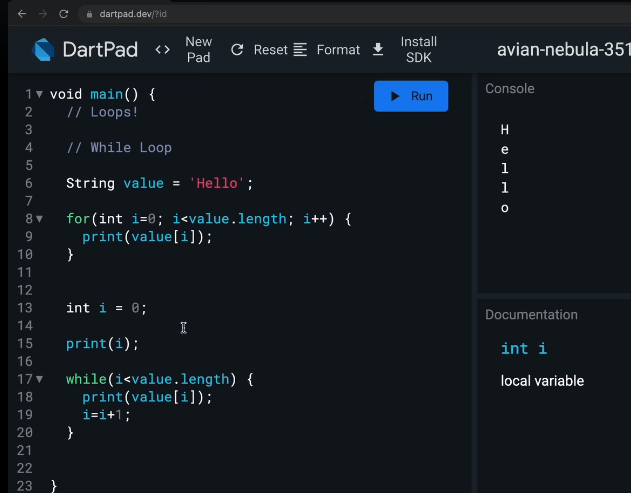 dartpad.dev/?id
DartPad <> New Pad Reset Format Install SDK avian-nebula-351
Run
1 void main() {
2 // Loops!
3
4 // While Loop
5
6 String value = 'Hello';
7
8 for(int i=0; i<value.length; i++) {
9 print(value[i]);
10 }
11
12
13 int i = 0;
14
15 print(i);
16
17 while(i<value.length) {
18 print(value[i]);
19 i=i+1;
20 }
21
22
23 }
Console
H
e
l
l
o
Documentation
int i
local variable